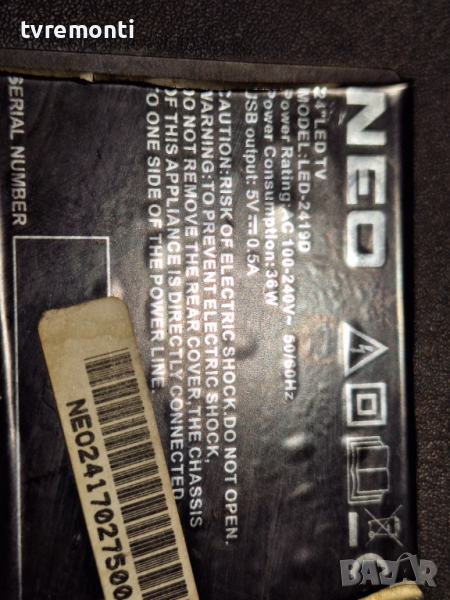 tvremonti
NEO
24"LED TV
MODEL:LED-2419D
Power Rating: AC 100-240V~ 50/60Hz
Power Consumption:36W
USB output: 5V⎓0.5A
CAUTION:RISK OF ELECTRIC SHOCK.DO NOT OPEN.
WARNING:TO PREVENT ELECTRIC SHOCK,
DO NOT REMOVE THE REAR COVER,THE CHASSIS
OF THIS APPLIANCE IS DIRECTLY CONNECTED
TO ONE SIDE OF THE POWER LINE.
SERIAL NUMBER
NEO2417027500
BAZAR